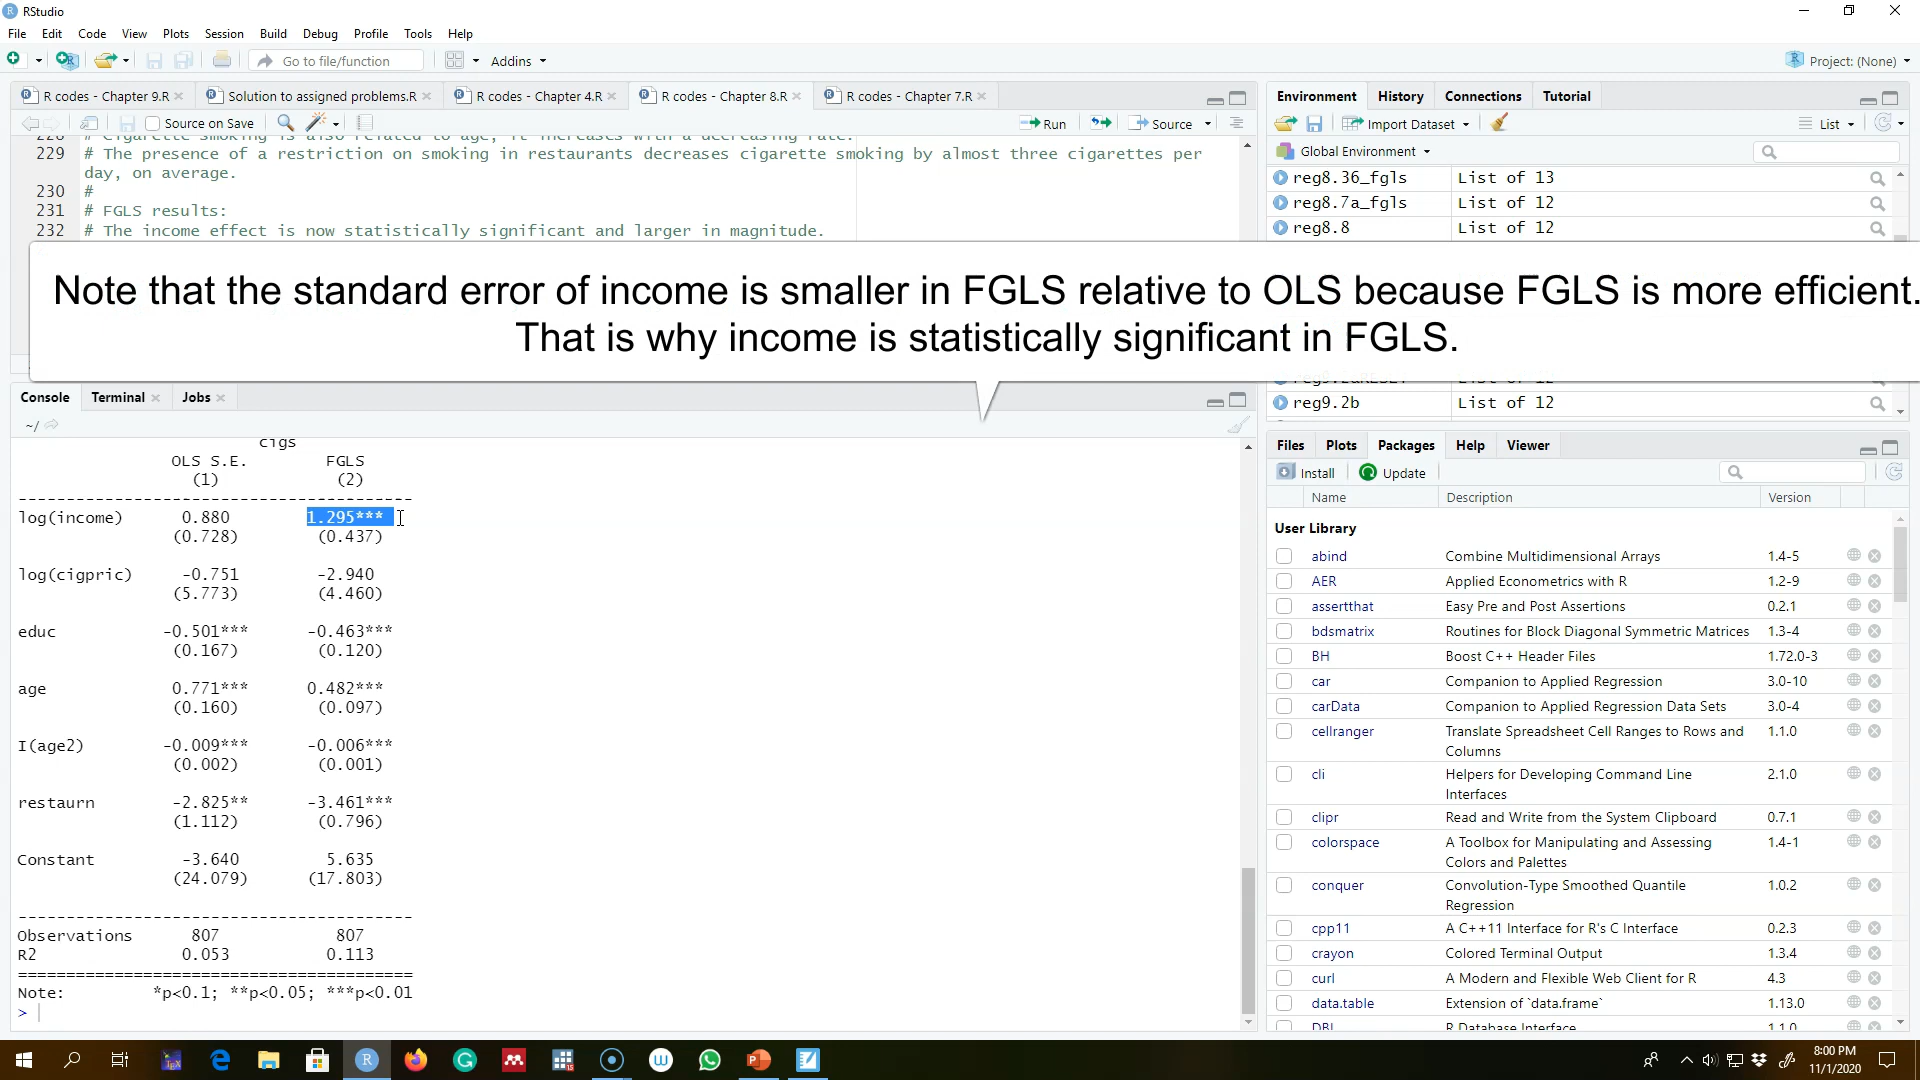 RStudio
File Edit Code View Plots Session Build Debug Profile Tools Help
Go to file/function Addins Project: (None)
R codes - Chapter 9.R Solution to assigned problems.R R codes - Chapter 4.R R codes - Chapter 8.R R codes - Chapter 7.R
Source on Save Run Source
228 # Cigarette smoking is also related to age, it increases with a decreasing rate.
229 # The presence of a restriction on smoking in restaurants decreases cigarette smoking by almost three cigarettes per
day, on average.
230 #
231 # FGLS results:
232 # The income effect is now statistically significant and larger in magnitude.
Environment History Connections Tutorial
Import Dataset List
Global Environment
reg8.36_fgls List of 13
reg8.7a_fgls List of 12
reg8.8 List of 12
Note that the standard error of income is smaller in FGLS relative to OLS because FGLS is more efficient.
That is why income is statistically significant in FGLS.
reg9.2b List of 12
Console Terminal Jobs
~/
cigs
OLS S.E. FGLS
(1) (2)
----------------------------------------
log(income) 0.880 1.295***
(0.728) (0.437)
log(cigpric) -0.751 -2.940
(5.773) (4.460)
educ -0.501*** -0.463***
(0.167) (0.120)
age 0.771*** 0.482***
(0.160) (0.097)
I(age2) -0.009*** -0.006***
(0.002) (0.001)
restaurn -2.825** -3.461***
(1.112) (0.796)
Constant -3.640 5.635
(24.079) (17.803)
----------------------------------------
Observations 807 807
R2 0.053 0.113
========================================
Note: *p<0.1; **p<0.05; ***p<0.01
>
Files Plots Packages Help Viewer
Install Update
Name Description Version
User Library
abind Combine Multidimensional Arrays 1.4-5
AER Applied Econometrics with R 1.2-9
assertthat Easy Pre and Post Assertions 0.2.1
bdsmatrix Routines for Block Diagonal Symmetric Matrices 1.3-4
BH Boost C++ Header Files 1.72.0-3
car Companion to Applied Regression 3.0-10
carData Companion to Applied Regression Data Sets 3.0-4
cellranger Translate Spreadsheet Cell Ranges to Rows and 1.1.0
Columns
cli Helpers for Developing Command Line 2.1.0
Interfaces
clipr Read and Write from the System Clipboard 0.7.1
colorspace A Toolbox for Manipulating and Assessing 1.4-1
Colors and Palettes
conquer Convolution-Type Smoothed Quantile 1.0.2
Regression
cpp11 A C++11 Interface for R's C Interface 0.2.3
crayon Colored Terminal Output 1.3.4
curl A Modern and Flexible Web Client for R 4.3
data.table Extension of `data.frame` 1.13.0
DBI R Database Interface 1.1.0
8:00 PM
11/1/2020